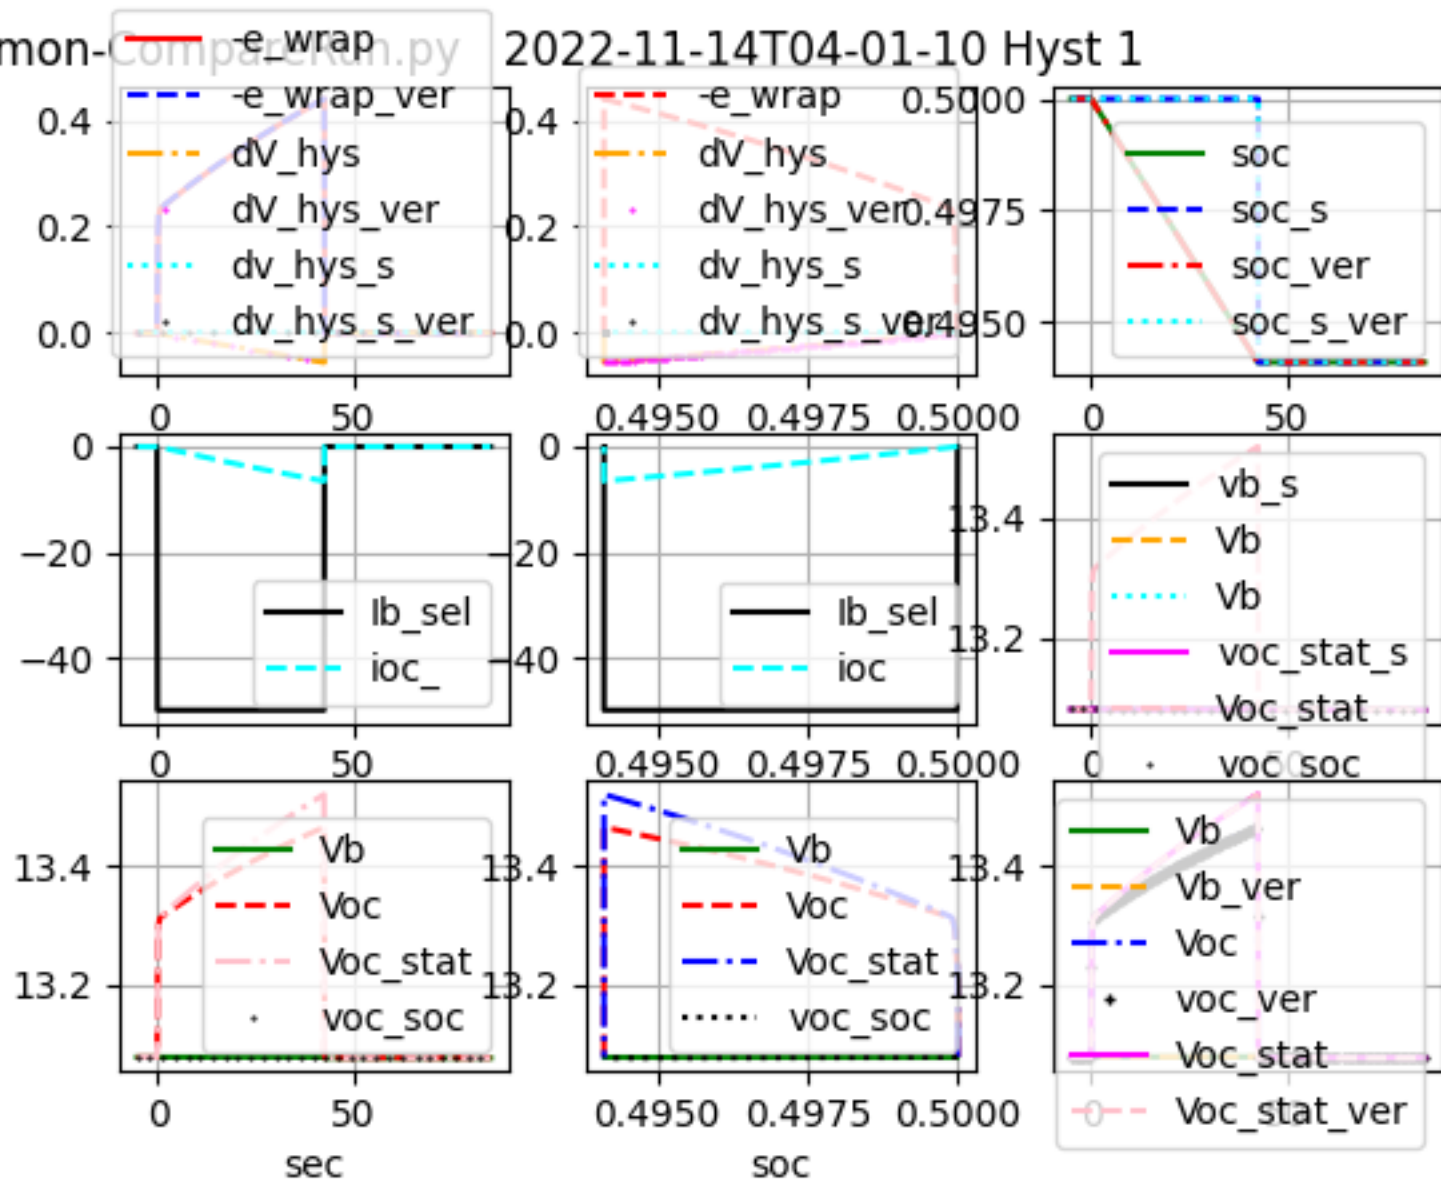 mon-CompareRun.py 2022-11-14T04-01-10 Hyst 1
-e_wrap
-e_wrap_ver
dV_hys
dV_hys_ver
dv_hys_s
dv_hys_s_ver
0.4
0.2
0.0
0 50
-e_wrap
dV_hys
dV_hys_ver
dv_hys_s
dv_hys_s_ver
0.4
0.2
0.0
0.4950 0.4975 0.5000
soc
soc_s
soc_ver
soc_s_ver
0.5000
0.4975
0.4950
0 50
0
−20
−40
Ib_sel
ioc_
0 50
0
−20
−40
Ib_sel
ioc
0.4950 0.4975 0.5000
13.4
13.2
vb_s
Vb
Vb
voc_stat_s
Voc_stat
voc_soc
0 50
13.4
13.2
Vb
Voc
Voc_stat
voc_soc
0 50
sec
13.4
13.2
Vb
Voc
Voc_stat
voc_soc
0.4950 0.4975 0.5000
soc
13.4
13.2
Vb
Vb_ver
Voc
voc_ver
Voc_stat
Voc_stat_ver
0 50